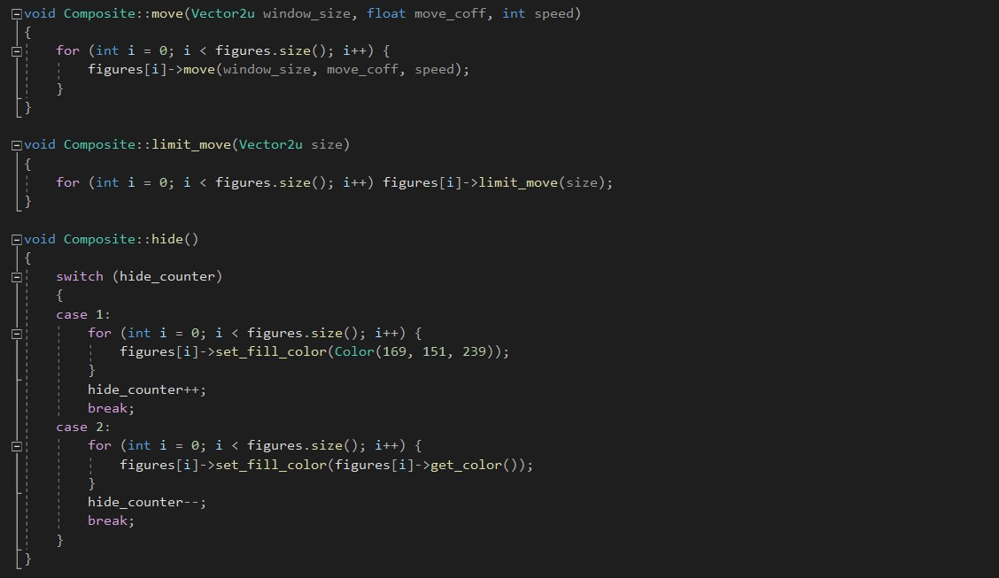 void Composite::move(Vector2u window_size, float move_coff, int speed)
{
for (int i = 0; i < figures.size(); i++) {
figures[i]->move(window_size, move_coff, speed);
}
}
void Composite::limit_move(Vector2u size)
{
for (int i = 0; i < figures.size(); i++) figures[i]->limit_move(size);
}
void Composite::hide()
{
switch (hide_counter)
{
case 1:
for (int i = 0; i < figures.size(); i++) {
figures[i]->set_fill_color(Color(169, 151, 239));
}
hide_counter++;
break;
case 2:
for (int i = 0; i < figures.size(); i++) {
figures[i]->set_fill_color(figures[i]->get_color());
}
hide_counter--;
break;
}
}